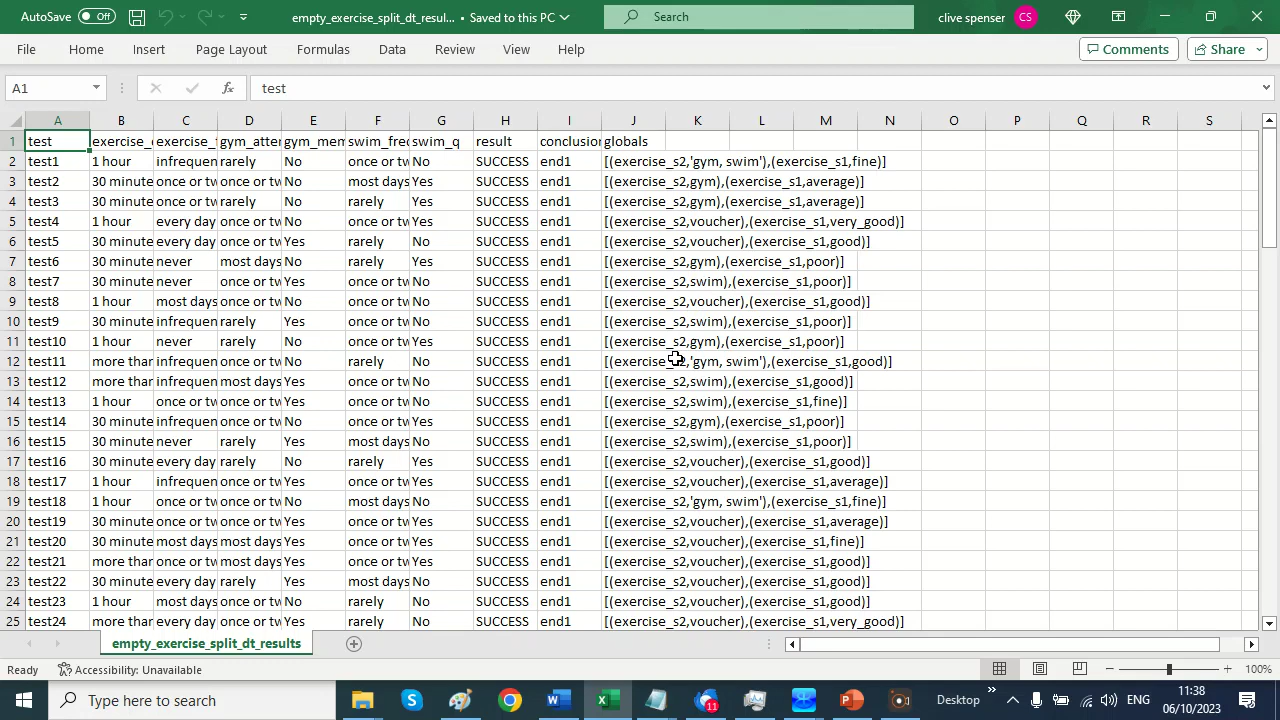 AutoSave Off empty_exercise_split_dt_resul... • Saved to this PC Search clive spenser CS
File Home Insert Page Layout Formulas Data Review View Help Comments Share
A1 fx test
A B C D E F G H I J K L M N O P Q R S
1 test exercise_ exercise_ gym_atter gym_mem swim_fre swim_q result conclusion globals
2 test1 1 hour infrequen rarely No once or tw No SUCCESS end1 [(exercise_s2,'gym, swim'),(exercise_s1,fine)]
3 test2 30 minute once or tw once or tw No most days Yes SUCCESS end1 [(exercise_s2,gym),(exercise_s1,average)]
4 test3 30 minute once or tw rarely No rarely Yes SUCCESS end1 [(exercise_s2,gym),(exercise_s1,average)]
5 test4 1 hour every day once or tw No once or tw Yes SUCCESS end1 [(exercise_s2,voucher),(exercise_s1,very_good)]
6 test5 30 minute every day once or tw Yes rarely No SUCCESS end1 [(exercise_s2,voucher),(exercise_s1,good)]
7 test6 30 minute never most days No rarely Yes SUCCESS end1 [(exercise_s2,gym),(exercise_s1,poor)]
8 test7 30 minute never once or tw Yes once or tw No SUCCESS end1 [(exercise_s2,swim),(exercise_s1,poor)]
9 test8 1 hour most days once or tw No once or tw No SUCCESS end1 [(exercise_s2,voucher),(exercise_s1,good)]
10 test9 30 minute infrequen rarely Yes once or tw No SUCCESS end1 [(exercise_s2,swim),(exercise_s1,poor)]
11 test10 1 hour never rarely No once or tw Yes SUCCESS end1 [(exercise_s2,gym),(exercise_s1,poor)]
12 test11 more than infrequen once or tw No rarely No SUCCESS end1 [(exercise_s2,'gym, swim'),(exercise_s1,good)]
13 test12 more than infrequen most days Yes once or tw No SUCCESS end1 [(exercise_s2,swim),(exercise_s1,good)]
14 test13 1 hour once or tw once or tw Yes once or tw No SUCCESS end1 [(exercise_s2,swim),(exercise_s1,fine)]
15 test14 30 minute infrequen once or tw No once or tw Yes SUCCESS end1 [(exercise_s2,gym),(exercise_s1,poor)]
16 test15 30 minute never rarely Yes most days No SUCCESS end1 [(exercise_s2,swim),(exercise_s1,poor)]
17 test16 30 minute every day rarely No rarely Yes SUCCESS end1 [(exercise_s2,voucher),(exercise_s1,good)]
18 test17 1 hour infrequen once or tw Yes once or tw Yes SUCCESS end1 [(exercise_s2,voucher),(exercise_s1,average)]
19 test18 1 hour once or tw once or tw No most days No SUCCESS end1 [(exercise_s2,'gym, swim'),(exercise_s1,fine)]
20 test19 30 minute once or tw once or tw Yes once or tw Yes SUCCESS end1 [(exercise_s2,voucher),(exercise_s1,average)]
21 test20 30 minute most days most days Yes once or tw Yes SUCCESS end1 [(exercise_s2,voucher),(exercise_s1,fine)]
22 test21 more than once or tw most days Yes once or tw Yes SUCCESS end1 [(exercise_s2,voucher),(exercise_s1,good)]
23 test22 30 minute every day rarely Yes most days No SUCCESS end1 [(exercise_s2,voucher),(exercise_s1,good)]
24 test23 1 hour most days once or tw No rarely No SUCCESS end1 [(exercise_s2,voucher),(exercise_s1,good)]
25 test24 more than every day once or tw Yes rarely Yes SUCCESS end1 [(exercise_s2,voucher),(exercise_s1,very_good)]
empty_exercise_split_dt_results
Ready Accessibility: Unavailable 100%
Type here to search 11 Desktop ENG 11:38
06/10/2023